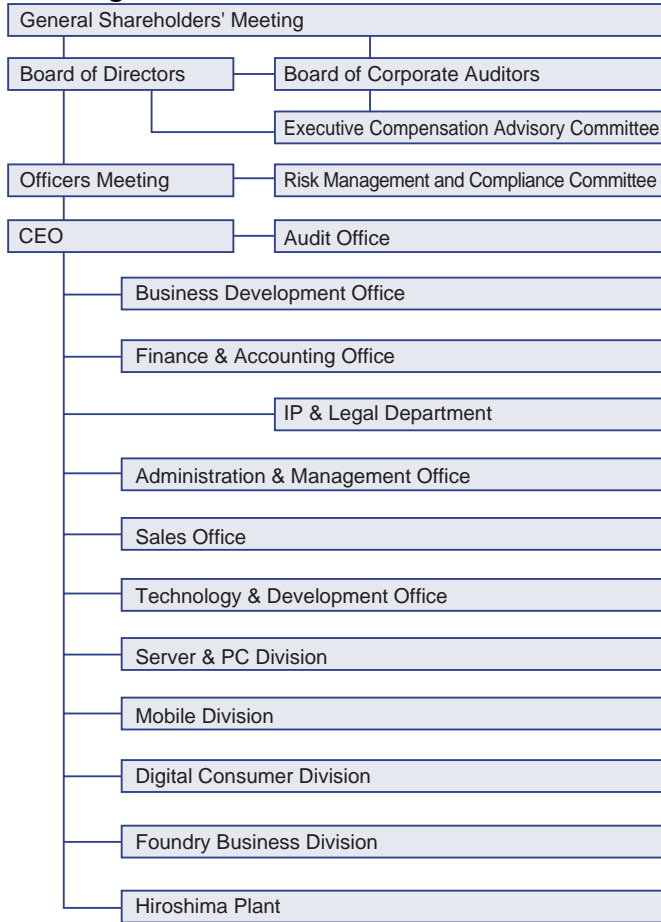 General Shareholders' Meeting
Board of Directors
Board of Corporate Auditors
Executive Compensation Advisory Committee
Officers Meeting
Risk Management and Compliance Committee
CEO
Audit Office
Business Development Office
Finance & Accounting Office
IP & Legal Department
Administration & Management Office
Sales Office
Technology & Development Office
Server & PC Division
Mobile Division
Digital Consumer Division
Foundry Business Division
Hiroshima Plant